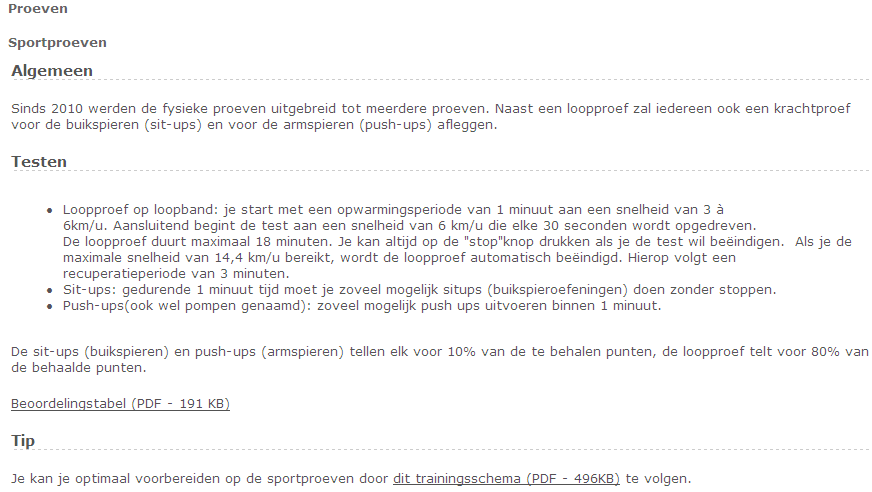 Proeven
Sportproeven
Algemeen
Sinds 2010 werden de fysieke proeven uitgebreid tot meerdere proeven. Naast een loopproef zal iedereen ook een krachtproef
voor de buikspieren (sit-ups) en voor de armspieren (push-ups) afleggen.
Testen
• Loopproef op loopband: je start met een opwarmingsperiode van 1 minuut aan een snelheid van 3 à
6km/u. Aansluitend begint de test aan een snelheid van 6 km/u die elke 30 seconden wordt opgedreven.
De loopproef duurt maximaal 18 minuten. Je kan altijd op de "stop"knop drukken als je de test wil beëindigen.  Als je de
maximale snelheid van 14,4 km/u bereikt, wordt de loopproef automatisch beëindigd. Hierop volgt een
recuperatieperiode van 3 minuten.
• Sit-ups: gedurende 1 minuut tijd moet je zoveel mogelijk situps (buikspieroefeningen) doen zonder stoppen.
• Push-ups(ook wel pompen genaamd): zoveel mogelijk push ups uitvoeren binnen 1 minuut.
De sit-ups (buikspieren) en push-ups (armspieren) tellen elk voor 10% van de te behalen punten, de loopproef telt voor 80% van
de behaalde punten.
Beoordelingstabel (PDF - 191 KB)
Tip
Je kan je optimaal voorbereiden op de sportproeven door dit trainingsschema (PDF - 496KB) te volgen.